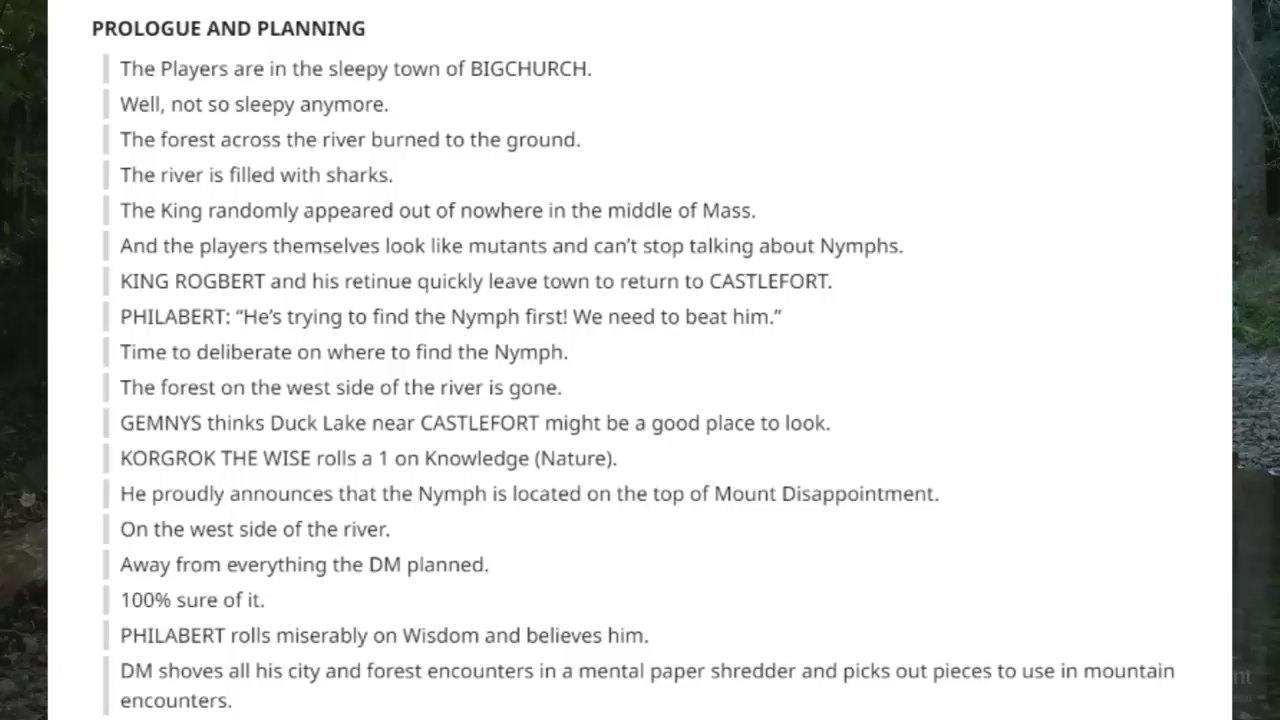 PROLOGUE AND PLANNING
The Players are in the sleepy town of BIGCHURCH.
Well, not so sleepy anymore.
The forest across the river burned to the ground.
The river is filled with sharks.
The King randomly appeared out of nowhere in the middle of Mass.
And the players themselves look like mutants and can’t stop talking about Nymphs.
KING ROGBERT and his retinue quickly leave town to return to CASTLEFORT.
PHILABERT: “He’s trying to find the Nymph first! We need to beat him.”
Time to deliberate on where to find the Nymph.
The forest on the west side of the river is gone.
GEMNYS thinks Duck Lake near CASTLEFORT might be a good place to look.
KORGROK THE WISE rolls a 1 on Knowledge (Nature).
He proudly announces that the Nymph is located on the top of Mount Disappointment.
On the west side of the river.
Away from everything the DM planned.
100% sure of it.
PHILABERT rolls miserably on Wisdom and believes him.
DM shoves all his city and forest encounters in a mental paper shredder and picks out pieces to use in mountain
encounters.